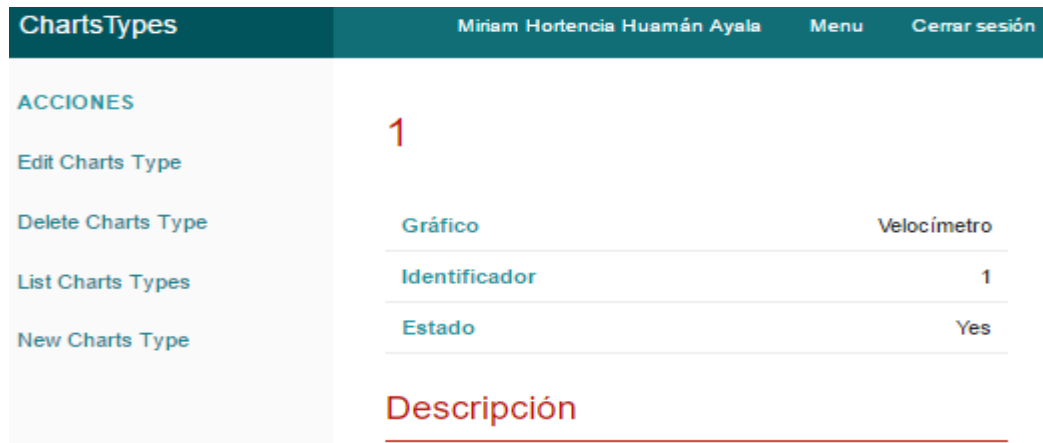 ChartsTypes
Miriam Hortencia Huamán Ayala Menu Cerrar sesión
ACCIONES
Edit Charts Type
Delete Charts Type
List Charts Types
New Charts Type
1
Gráfico Velocímetro
Identificador 1
Estado Yes
Descripción